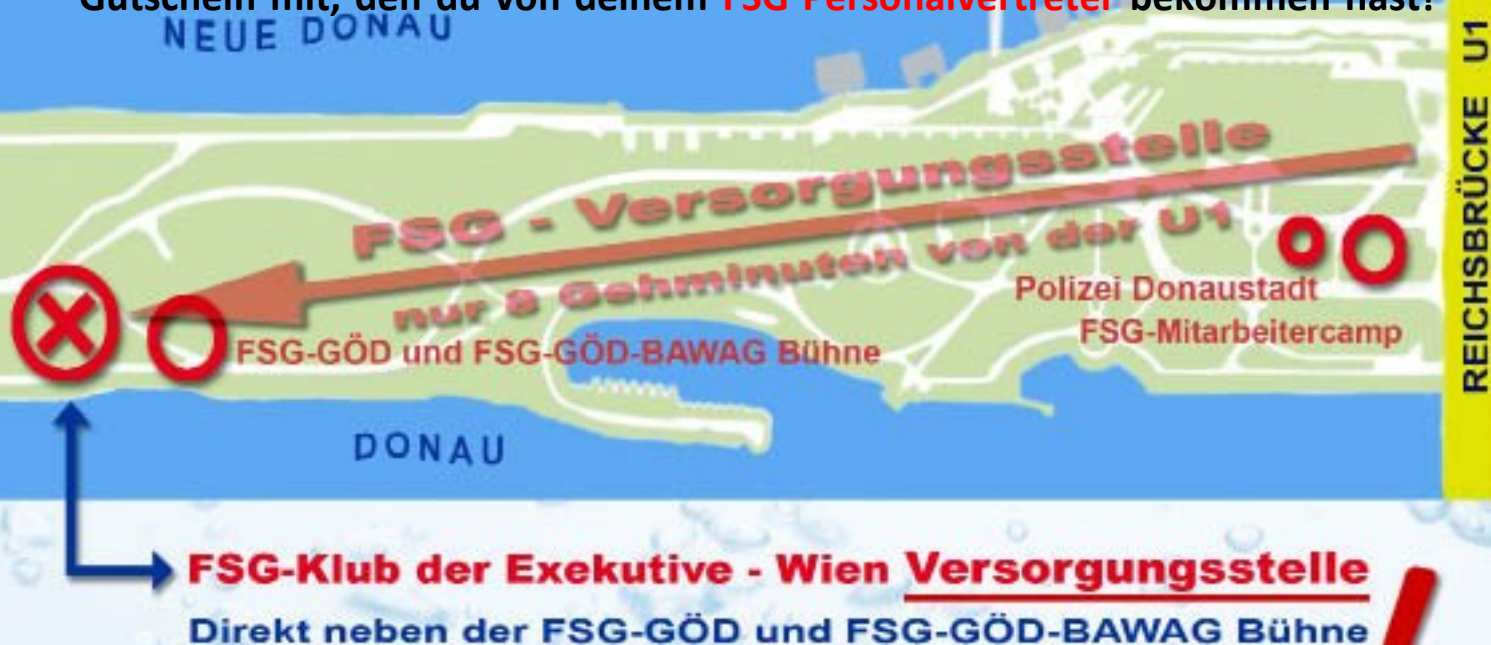 Gutschein mit, den du von deinem FSG Personalvertreter bekommen hast!
NEUE DONAU
REICHSBRÜCKE U1
FSG - Versorgungsstelle
nur 8 Gehminuten von der U1
Polizei Donaustadt
FSG-Mitarbeitercamp
FSG-GÖD und FSG-GÖD-BAWAG Bühne
DONAU
FSG-Klub der Exekutive - Wien Versorgungsstelle
Direkt neben der FSG-GÖD und FSG-GÖD-BAWAG Bühne